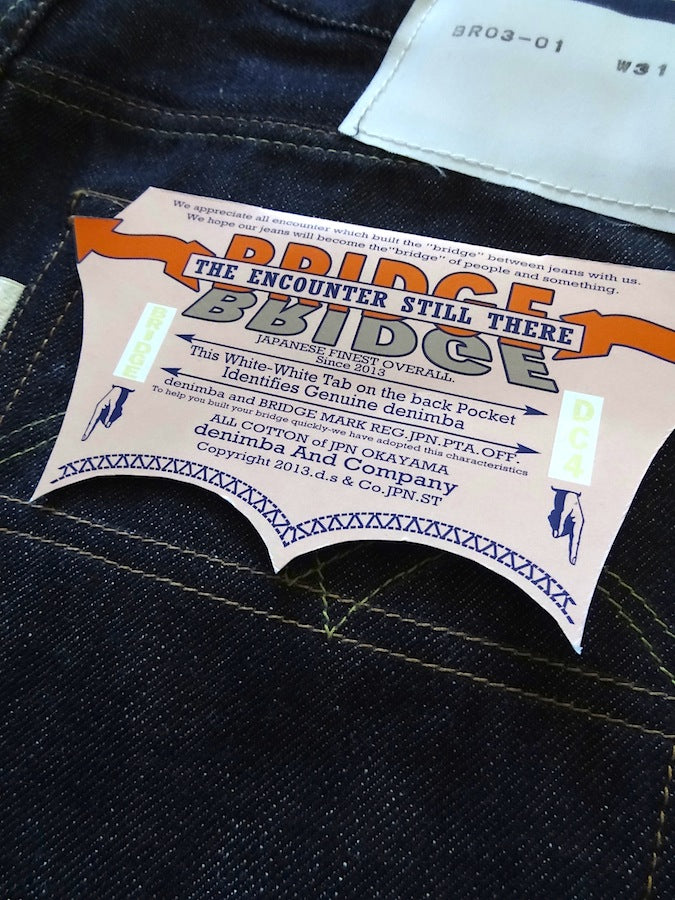 BR03-01 W31
We appreciate all encounter which built the "bridge" between jeans with us.
We hope our jeans will become the"bridge" of people and something.
BRIDGE
THE ENCOUNTER STILL THERE
BRIDGE
JAPANESE FINEST OVERALL.
Since 2013
This White-White Tab on the back Pocket
Identifies Genuine denimba
denimba and BRIDGE MARK REG.JPN.PTA.OFF.
To help you built your bridge quickly-we have adopted this characteristics
ALL COTTON of JPN OKAYAMA
denimba And Company
Copyright 2013.d.s & Co.JPN.ST
BRIDGE
DC4